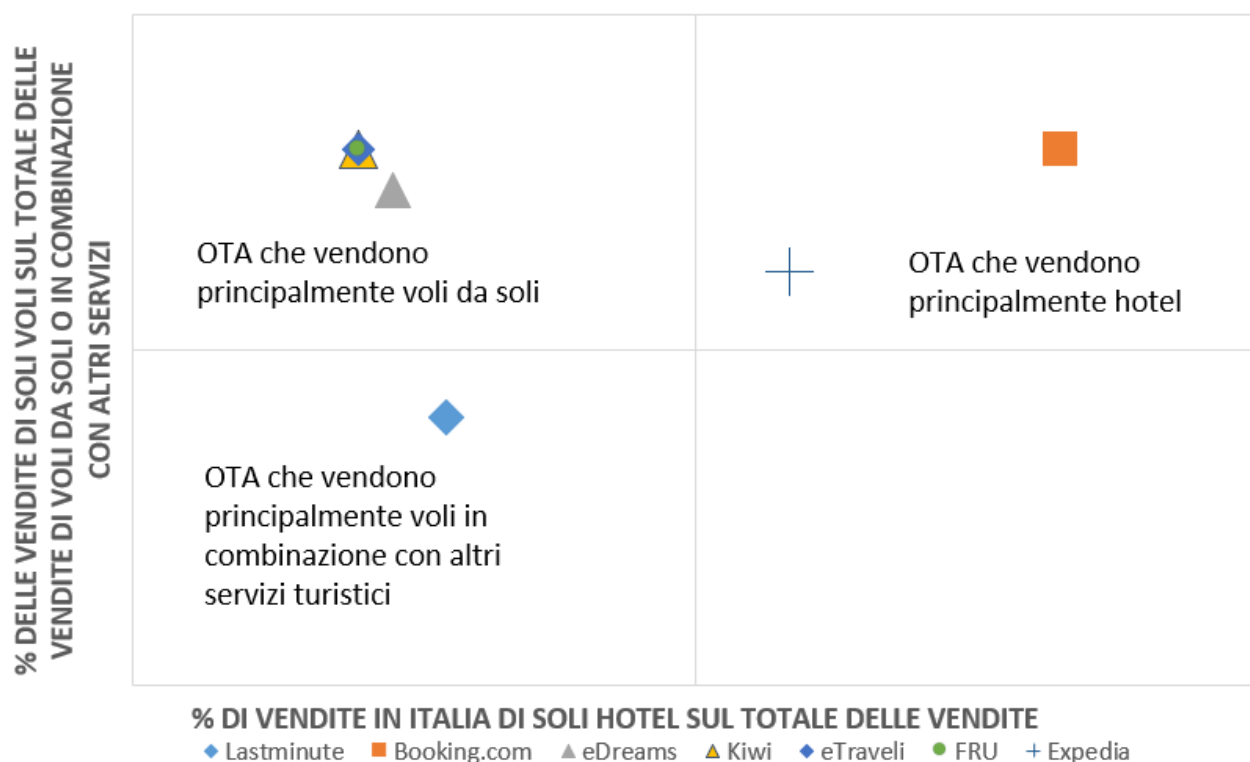 % DELLE VENDITE DI SOLI VOLI SUL TOTALE DELLE
VENDITE DI VOLI DA SOLI O IN COMBINAZIONE
CON ALTRI SERVIZI
OTA che vendono
principalmente voli da soli
OTA che vendono
principalmente hotel
OTA che vendono
principalmente voli in
combinazione con altri
servizi turistici
% DI VENDITE IN ITALIA DI SOLI HOTEL SUL TOTALE DELLE VENDITE
Lastminute Booking.com eDreams Kiwi eTraveli FRU Expedia